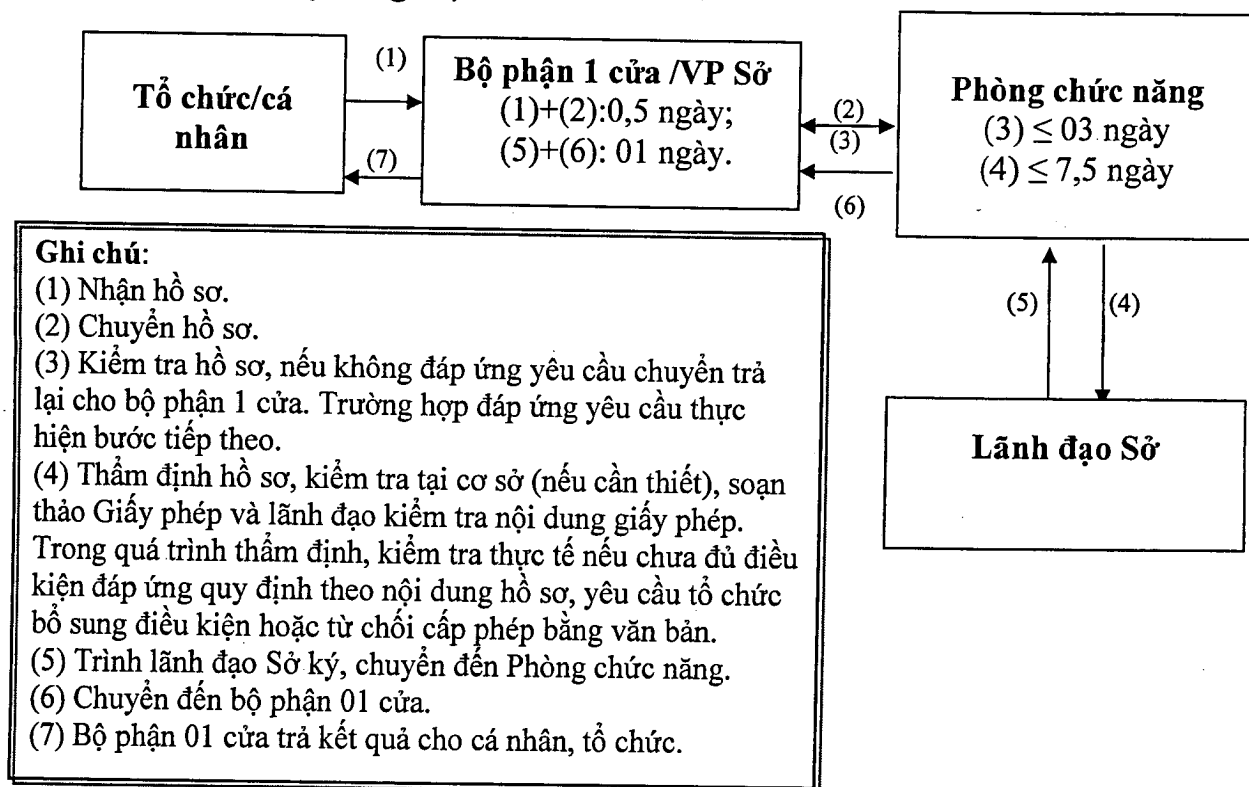 Tổ chức/cá
nhân
(1)
(7)
Bộ phận 1 cửa /VP Sở
(1)+(2):0,5 ngày;
(5)+(6): 01 ngày.
(2)
(3)
(6)
Phòng chức năng
(3) ≤ 03 ngày
(4) ≤ 7,5 ngày
(5)
(4)
Lãnh đạo Sở
Ghi chú:
(1) Nhận hồ sơ.
(2) Chuyển hồ sơ.
(3) Kiểm tra hồ sơ, nếu không đáp ứng yêu cầu chuyển trả
lại cho bộ phận 1 cửa. Trường hợp đáp ứng yêu cầu thực
hiện bước tiếp theo.
(4) Thẩm định hồ sơ, kiểm tra tại cơ sở (nếu cần thiết), soạn
thảo Giấy phép và lãnh đạo kiểm tra nội dung giấy phép.
Trong quá trình thẩm định, kiểm tra thực tế nếu chưa đủ điều
kiện đáp ứng quy định theo nội dung hồ sơ, yêu cầu tổ chức
bổ sung điều kiện hoặc từ chối cấp phép bằng văn bản.
(5) Trình lãnh đạo Sở ký, chuyển đến Phòng chức năng.
(6) Chuyển đến bộ phận 01 cửa.
(7) Bộ phận 01 cửa trả kết quả cho cá nhân, tổ chức.